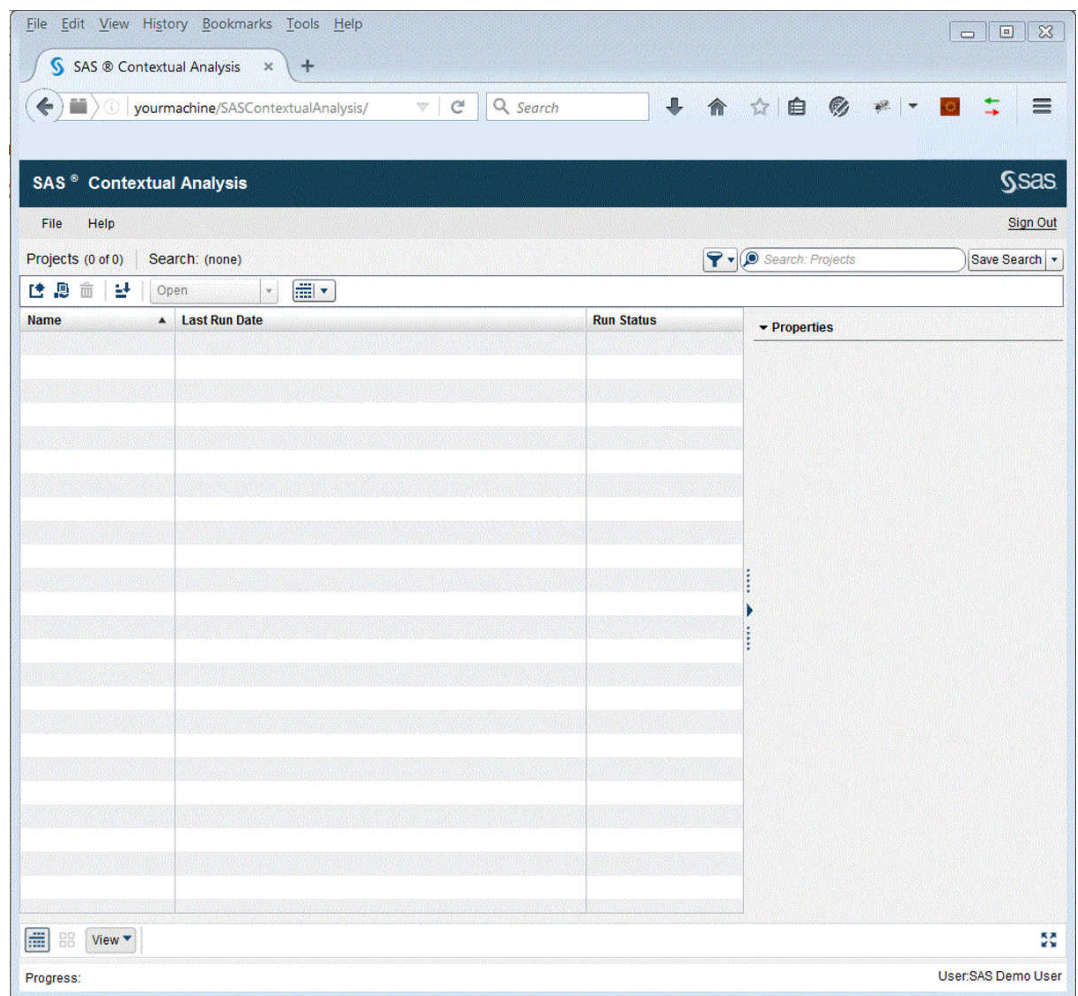 File Edit View History Bookmarks Tools Help
SAS ® Contextual Analysis
yourmachine/SASContextualAnalysis/ Search
SAS ® Contextual Analysis sas
File Help Sign Out
Projects (0 of 0) Search: (none) Search: Projects Save Search
Open
Name Last Run Date Run Status Properties
View
Progress: User:SAS Demo User